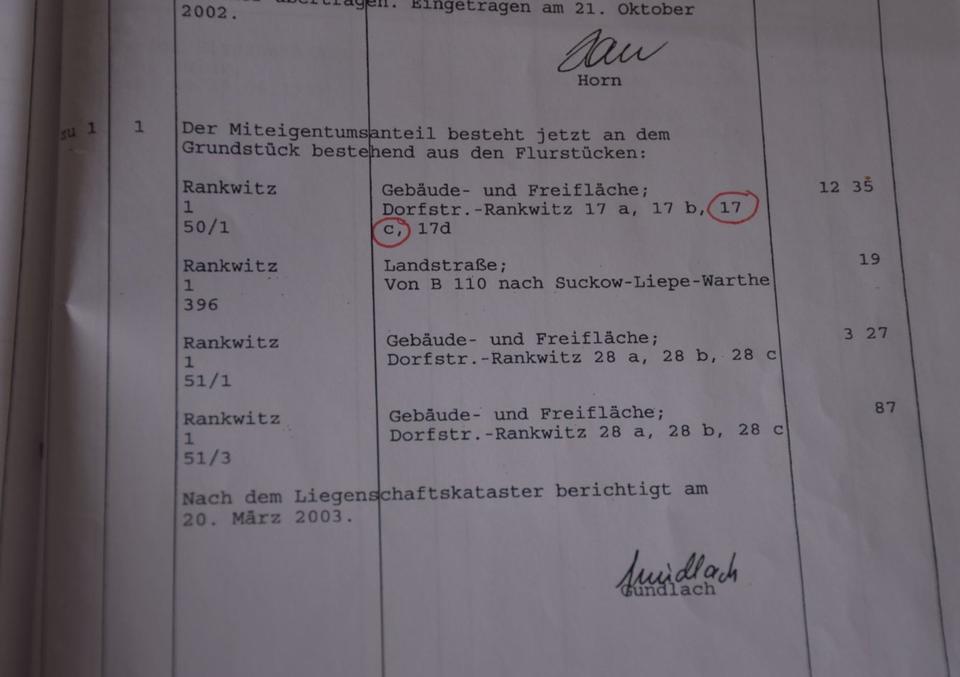 übertragen. Eingetragen am 21. Oktober
2002.
Horn
zu 1 1 Der Miteigentumsanteil besteht jetzt an dem
Grundstück bestehend aus den Flurstücken:
Rankwitz Gebäude- und Freifläche; 12 35
1 Dorfstr.-Rankwitz 17 a, 17 b, 17
50/1 c, 17d
Rankwitz Landstraße; 19
1 Von B 110 nach Suckow-Liepe-Warthe
396
Rankwitz Gebäude- und Freifläche; 3 27
1 Dorfstr.-Rankwitz 28 a, 28 b, 28 c
51/1
Rankwitz Gebäude- und Freifläche; 87
1 Dorfstr.-Rankwitz 28 a, 28 b, 28 c
51/3
Nach dem Liegenschaftskataster berichtigt am
20. März 2003.
Gundlach
Gundlach